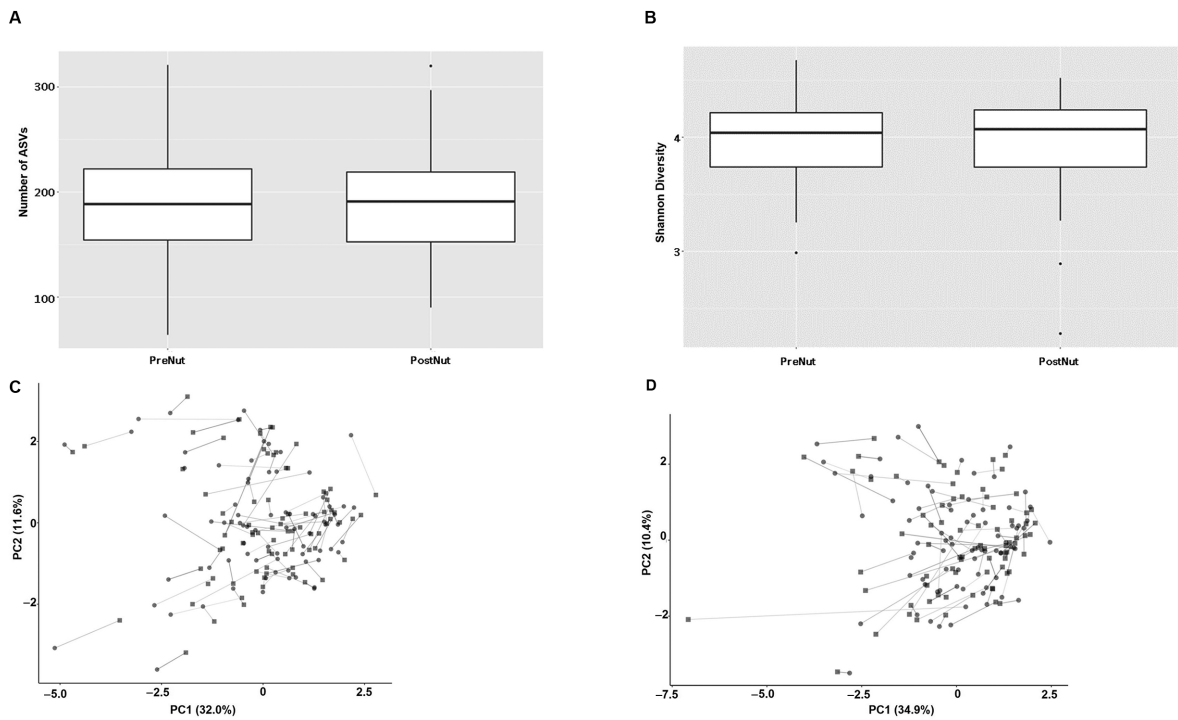 A
B
Number of ASVs
300
200
100
PreNut
PostNut
Shannon Diversity
4
3
PreNut
PostNut
C
PC2 (11.6%)
2
0
−2
−5.0
−2.5
0
2.5
PC1 (32.0%)
D
PC2 (10.4%)
2
0
−2
−7.5
−5.0
−2.5
0
2.5
PC1 (34.9%)